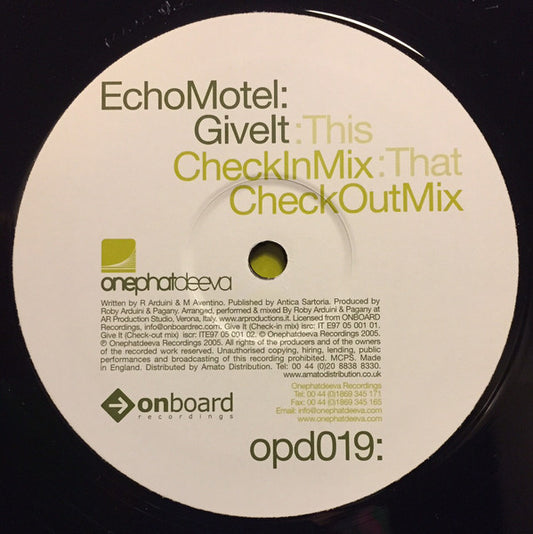 EchoMotel:
GiveIt :This
CheckInMix :That
CheckOutMix
onephatdeeva
Written by R Arduini & M Aventino. Published by Antica Sartoria. Produced by
Roby Arduini & Pagany. Arranged, performed & mixed By Roby Arduini & Pagany at
AR Production Studio, Verona, Italy. www.arproductions.it. Licensed from ONBOARD
Recordings, info@onboardrec.com. Give It (Check-in mix) isrc: IT E97 05 001 01.
Give It (Check-out mix) iscr: ITE97 05 001 02. © Onephatdeeva Recordings 2005.
℗ Onephatdeeva Recordings 2005. All rights of the producers and of the owners
of the recorded work reserved. Unauthorised copying, hiring, lending, public
performances and broadcasting of this recording prohibited. MCPS. Made
in England. Distributed by Amato Distribution. Tel: 00 44 (0)20 8838 8330.
www.amatodistribution.co.uk
Onephatdeeva Recordings
Tel: 00 44 (0)1869 345 171
Fax: 00 44 (0)1869 345 165
Email: info@onephatdeeva.com
www.onephatdeeva.com
onboard
recordings
opd019: